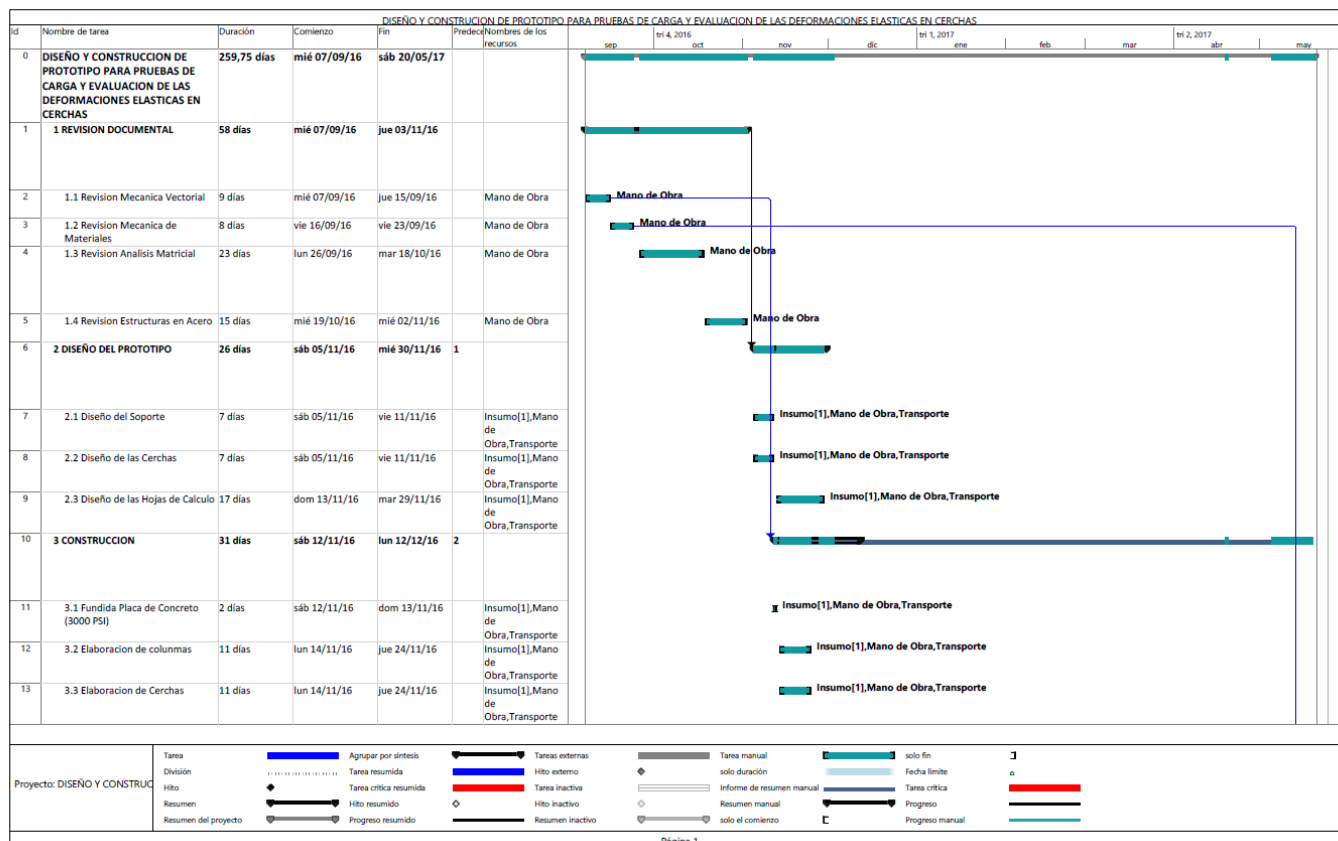 DISEÑO Y CONSTRUCION DE PROTOTIPO PARA PRUEBAS DE CARGA Y EVALUACION DE LAS DEFORMACIONES ELASTICAS EN CERCHAS
Id Nombre de tarea Duración Comienzo Fin Predece Nombres de los
recursos
tri 4, 2016 tri 1, 2017 tri 2, 2017
sep oct nov dic ene feb mar abr may
0 DISEÑO Y CONSTRUCCION DE 259,75 días mié 07/09/16 sáb 20/05/17
PROTOTIPO PARA PRUEBAS DE
CARGA Y EVALUACION DE LAS
DEFORMACIONES ELASTICAS EN
CERCHAS
1 1 REVISION DOCUMENTAL 58 días mié 07/09/16 jue 03/11/16
2 1.1 Revision Mecanica Vectorial 9 días mié 07/09/16 jue 15/09/16 Mano de Obra Mano de Obra
3 1.2 Revision Mecanica de 8 días vie 16/09/16 vie 23/09/16 Mano de Obra Mano de Obra
Materiales
4 1.3 Revision Analisis Matricial 23 días lun 26/09/16 mar 18/10/16 Mano de Obra Mano de Obra
5 1.4 Revision Estructuras en Acero 15 días mié 19/10/16 mié 02/11/16 Mano de Obra Mano de Obra
6 2 DISEÑO DEL PROTOTIPO 26 días sáb 05/11/16 mié 30/11/16 1
7 2.1 Diseño del Soporte 7 días sáb 05/11/16 vie 11/11/16 Insumo[1],Mano Insumo[1],Mano de Obra,Transporte
de
Obra,Transporte
8 2.2 Diseño de las Cerchas 7 días sáb 05/11/16 vie 11/11/16 Insumo[1],Mano Insumo[1],Mano de Obra,Transporte
de
Obra,Transporte
9 2.3 Diseño de las Hojas de Calculo 17 días dom 13/11/16 mar 29/11/16 Insumo[1],Mano Insumo[1],Mano de Obra,Transporte
de
Obra,Transporte
10 3 CONSTRUCCION 31 días sáb 12/11/16 lun 12/12/16 2
11 3.1 Fundida Placa de Concreto 2 días sáb 12/11/16 dom 13/11/16 Insumo[1],Mano Insumo[1],Mano de Obra,Transporte
(3000 PSI) de
Obra,Transporte
12 3.2 Elaboracion de colunmas 11 días lun 14/11/16 jue 24/11/16 Insumo[1],Mano Insumo[1],Mano de Obra,Transporte
de
Obra,Transporte
13 3.3 Elaboracion de Cerchas 11 días lun 14/11/16 jue 24/11/16 Insumo[1],Mano Insumo[1],Mano de Obra,Transporte
de
Obra,Transporte
Proyecto: DISEÑO Y CONSTRUC
Tarea Agrupar por síntesis Tareas externas Tarea manual solo fin
División Tarea resumida Hito externo solo duración Fecha límite
Hito Tarea crítica resumida Tarea inactiva Informe de resumen manual Tarea crítica
Resumen Hito resumido Hito inactivo Resumen manual Progreso
Resumen del proyecto Progreso resumido Resumen inactivo solo el comienzo Progreso manual
Página 1